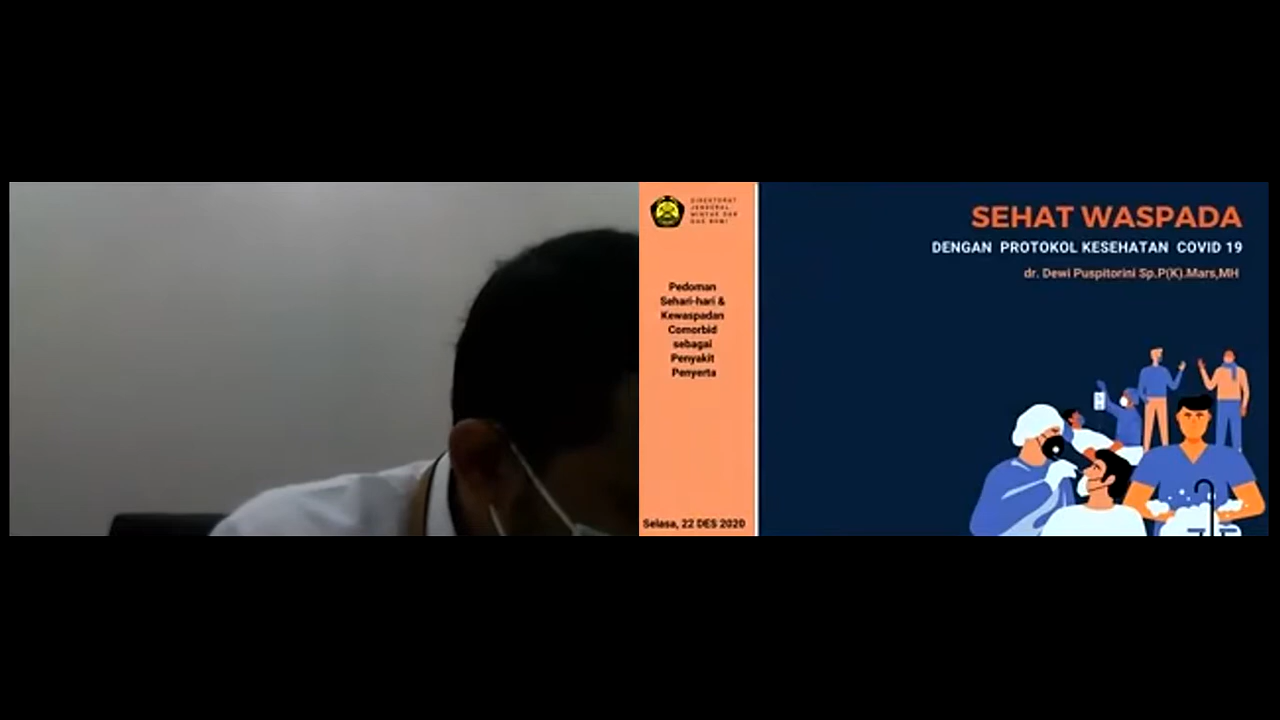 DIREKTORAT
JENDERAL
MINYAK DAN
GAS BUMI
Pedoman
Sehari-hari &
Kewaspadan
Comorbid
sebagai
Penyakit
Penyerta
Selasa, 22 DES 2020
SEHAT WASPADA
DENGAN PROTOKOL KESEHATAN COVID 19
dr. Dewi Puspitorini Sp.P(K).Mars,MH